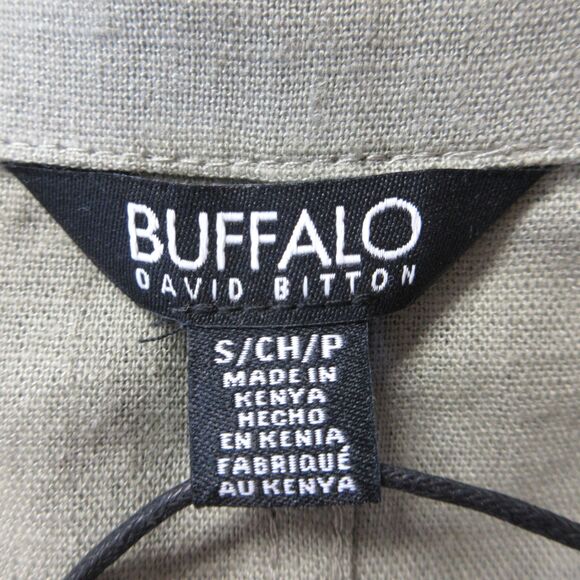 BUFFALO
DAVID BITTON
S/CH/P
MADE IN
KENYA
HECHO
EN KENIA
FABRIQUÉ
AU KENYA